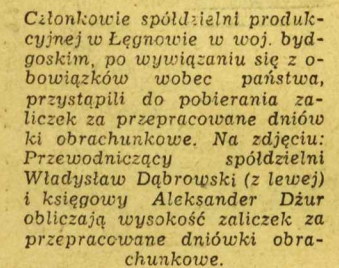 Członkowie spółdzielni produk-
cyjnej w Łęgnowie w woj. byd-
goskim, po wywiązaniu się z o-
bowiązków wobec państwa,
przystąpili do pobierania za-
liczek za przepracowane dniów
ki obrachunkowe. Na zdjęciu:
Przewodniczący spółdzielni
Władysław Dąbrowski (z lewej)
i księgowy Aleksander Dżur
obliczają wysokość zaliczek za
przepracowane dniówki obra-
chunkowe.